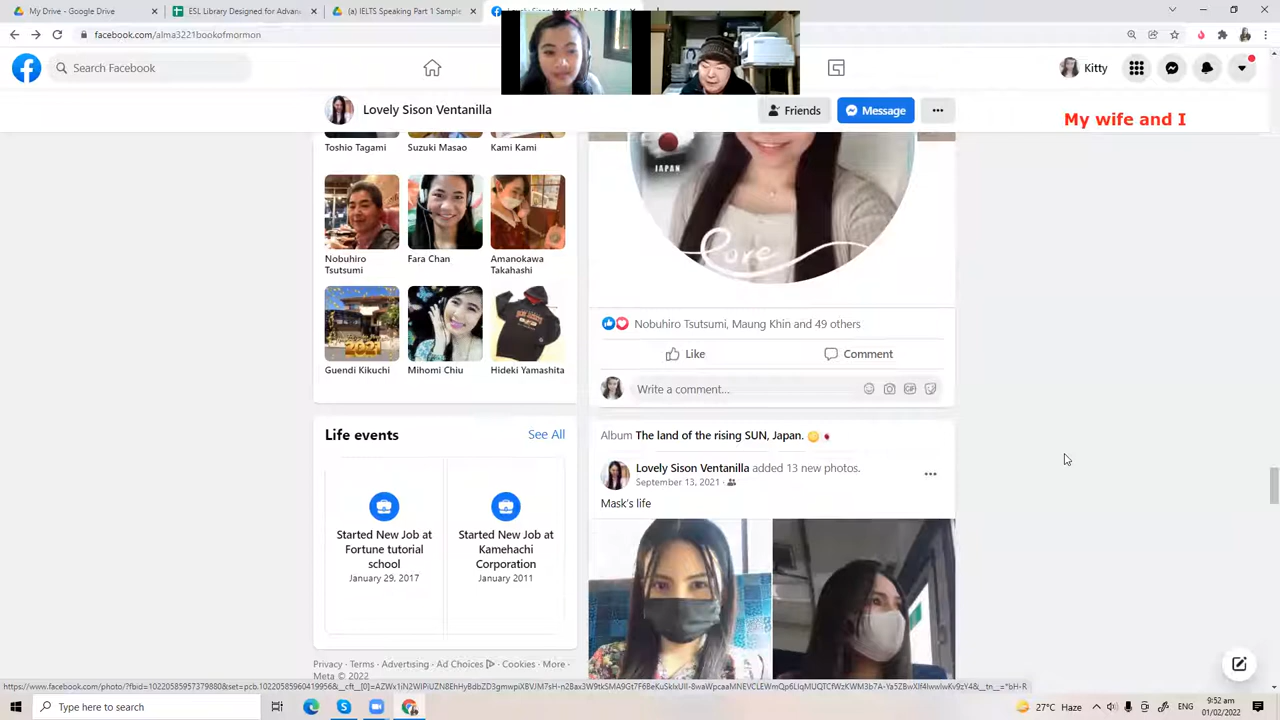 My Drive - Google Drive
ESL Library Designed for Advan
(a) IELTS Speaking Part 1 Sample
facebook.com/alma3221bookofmormon
Kitty
Lovely Sison Ventanilla
Friends
Message
My wife and I
Toshio Tagami
Suzuki Masao
Kami Kami
Nobuhiro Tsutsumi
Fara Chan
Amanokawa Takahashi
Guendi Kikuchi
Mihomi Chiu
Hideki Yamashita
2021
JAPAN
Nobuhiro Tsutsumi, Maung Khin and 49 others
Like
Comment
Write a comment...
Life events
See All
Started New Job at
Fortune tutorial
school
January 29, 2017
Started New Job at
Kamehachi
Corporation
January 2011
Privacy · Terms · Advertising · Ad Choices · Cookies · More ·
Meta © 2022
Album The land of the rising SUN, Japan.
Lovely Sison Ventanilla added 13 new photos.
September 13, 2021 ·
Mask's life
27°C Haze
ENG
9:52 am
01/02/2022